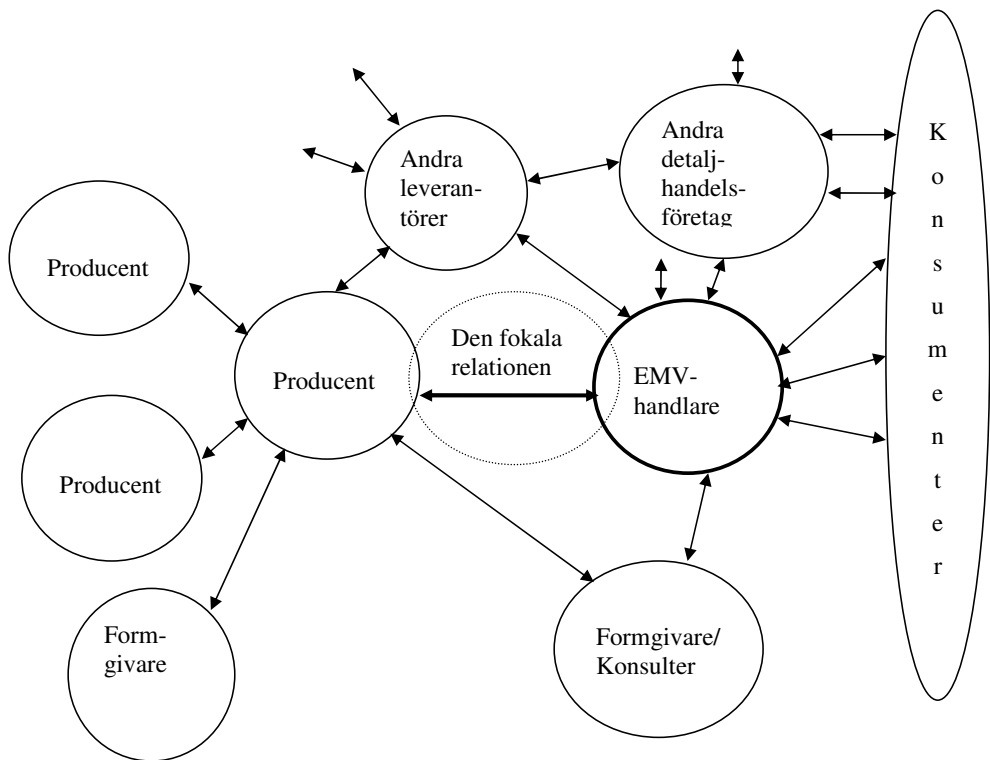 Andra
leveran-
törer
Andra
detalj-
handels-
företag
K
o
n
s
u
m
e
n
t
e
r
Producent
Den fokala
relationen
Producent
EMV-
handlare
Producent
Form-
givare
Formgivare/
Konsulter